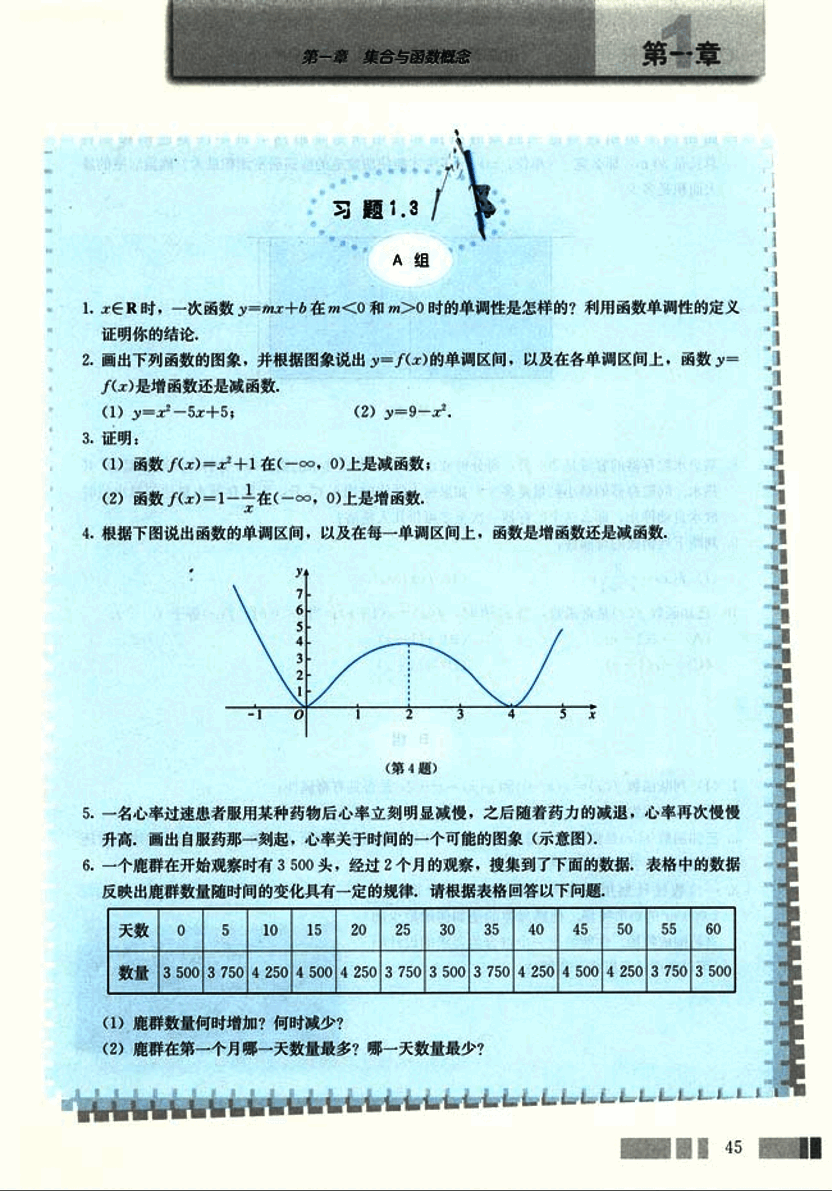 第一章 集合与函数概念
第一章
习题1.3
A 组
1. x∈R时，一次函数 y=mx+b在m<0和m>0时的单调性是怎样的？利用函数单调性的定义
证明你的结论.
2. 画出下列函数的图象，并根据图象说出 y=f(x)的单调区间，以及在各单调区间上，函数 y=
f(x)是增函数还是减函数.
(1) y=x²-5x+5; (2) y=9-x².
3. 证明：
(1) 函数 f(x)=x²+1在(-∞，0)上是减函数；
(2) 函数 f(x)=1-1/x在(-∞，0)上是增函数.
4. 根据下图说出函数的单调区间，以及在每一单调区间上，函数是增函数还是减函数.
y
7
6
5
4
3
2
1
-1 O 1 2 3 4 5 x
(第4题)
5. 一名心率过速患者服用某种药物后心率立刻明显减慢，之后随着药力的减退，心率再次慢慢
升高. 画出自服药那一刻起，心率关于时间的一个可能的图象（示意图）.
6. 一个鹿群在开始观察时有3 500头，经过2个月的观察，搜集到了下面的数据. 表格中的数据
反映出鹿群数量随时间的变化具有一定的规律. 请根据表格回答以下问题.
天数 0 5 10 15 20 25 30 35 40 45 50 55 60
数量 3 500 3 750 4 250 4 500 4 250 3 750 3 500 3 750 4 250 4 500 4 250 3 750 3 500
(1) 鹿群数量何时增加？何时减少？
(2) 鹿群在第一个月哪一天数量最多？哪一天数量最少？
45